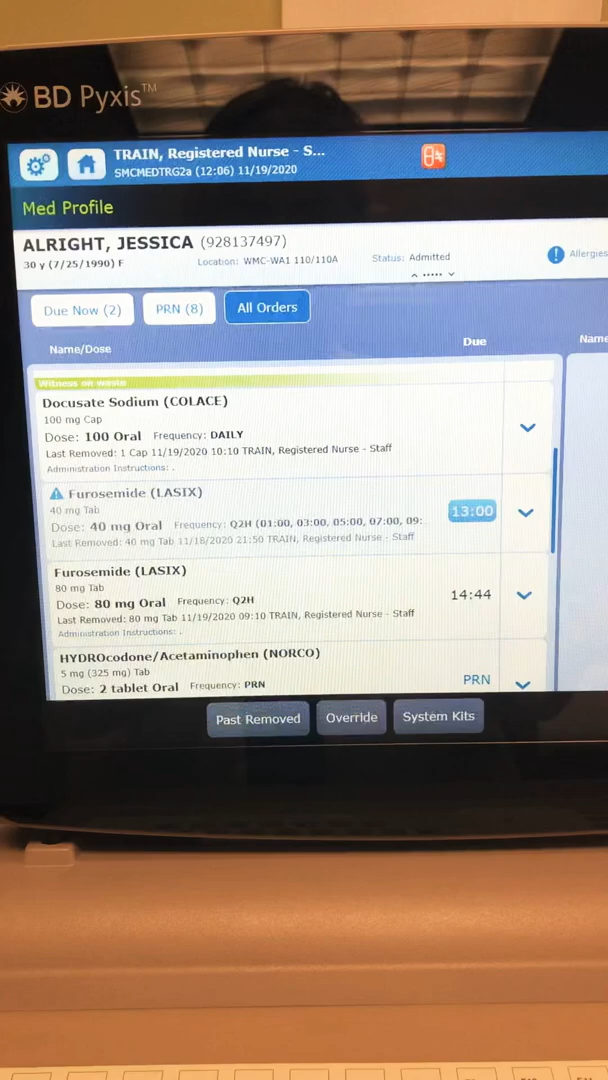 BD Pyxis™
TRAIN, Registered Nurse - S...
SMCMEDTRG2a (12:06) 11/19/2020
Med Profile
ALRIGHT, JESSICA (928137497)
30 y (7/25/1990) F
Location: WMC-WA1 110/110A
Status: Admitted
Allergies
Due Now (2)
PRN (8)
All Orders
Name/Dose
Due
Name
Witness on waste
Docusate Sodium (COLACE)
100 mg Cap
Dose: 100 Oral Frequency: DAILY
Last Removed: 1 Cap 11/19/2020 10:10 TRAIN, Registered Nurse - Staff
Administration Instructions: .
Furosemide (LASIX)
40 mg Tab
Dose: 40 mg Oral Frequency: Q2H (01:00, 03:00, 05:00, 07:00, 09:..
Last Removed: 40 mg Tab 11/18/2020 21:50 TRAIN, Registered Nurse - Staff
13:00
Furosemide (LASIX)
80 mg Tab
Dose: 80 mg Oral Frequency: Q2H
Last Removed: 80 mg Tab 11/19/2020 09:10 TRAIN, Registered Nurse - Staff
Administration Instructions: .
14:44
HYDROcodone/Acetaminophen (NORCO)
5 mg (325 mg) Tab
Dose: 2 tablet Oral Frequency: PRN
PRN
Past Removed
Override
System Kits